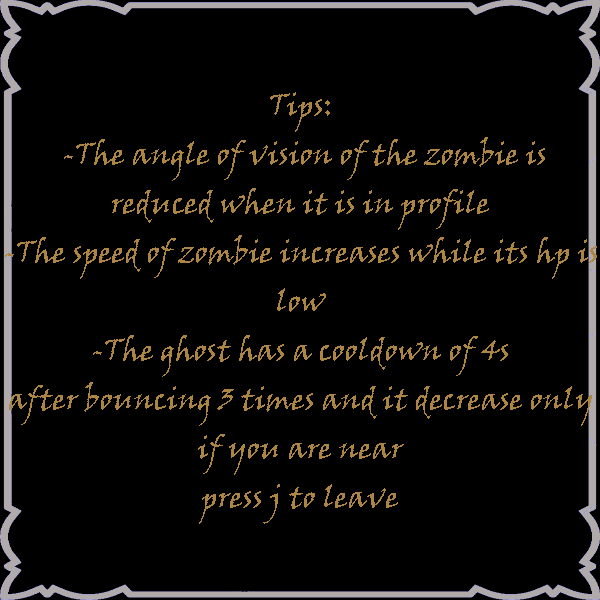 Tips:
-The angle of vision of the zombie is
reduced when it is in profile
-The speed of zombie increases while its hp is
low
-The ghost has a cooldown of 4s
after bouncing 3 times and it decrease only
if you are near
press j to leave